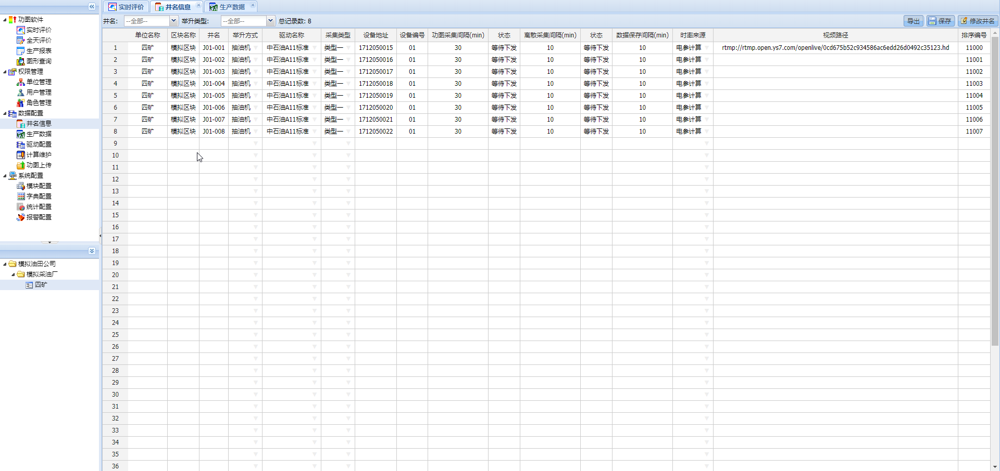 实时评价 井名信息 生产数据
井名: --全部-- 举升类型: --全部-- 总记录数: 8 导出 保存 修改井名
功图软件
实时评价
全天评价
生产报表
图形查询
权限管理
单位管理
用户管理
角色管理
数据配置
井名信息
生产数据
驱动配置
计算维护
功图上传
系统配置
模块配置
字典配置
统计配置
报警配置
模拟油田公司
模拟采油厂
四矿
单位名称 区块名称 井名 举升方式 驱动名称 采集类型 设备地址 设备编号 功图采集间隔(min) 状态 离散采集间隔(min) 状态 数据保存间隔(min) 时率来源 视频路径 排序编号
1 四矿 模拟区块 J01-001 抽油机 中石油A11标准 类型一 1712050015 01 30 等待下发 10 等待下发 10 电参计算 rtmp://rtmp.open.ys7.com/openlive/0cd675b52c934586ac6edd26d0492c35123.hd 11000
2 四矿 模拟区块 J01-002 抽油机 中石油A11标准 类型一 1712050016 01 30 等待下发 10 等待下发 10 电参计算 11001
3 四矿 模拟区块 J01-003 抽油机 中石油A11标准 类型一 1712050017 01 30 等待下发 10 等待下发 10 电参计算 11002
4 四矿 模拟区块 J01-004 抽油机 中石油A11标准 类型一 1712050018 01 30 等待下发 10 等待下发 10 电参计算 11003
5 四矿 模拟区块 J01-005 抽油机 中石油A11标准 类型一 1712050019 01 30 等待下发 10 等待下发 10 电参计算 11004
6 四矿 模拟区块 J01-006 抽油机 中石油A11标准 类型一 1712050020 01 30 等待下发 10 等待下发 10 电参计算 11005
7 四矿 模拟区块 J01-007 抽油机 中石油A11标准 类型一 1712050021 01 30 等待下发 10 等待下发 10 电参计算 11006
8 四矿 模拟区块 J01-008 抽油机 中石油A11标准 类型一 1712050022 01 30 等待下发 10 等待下发 10 电参计算 11007
9
10
11
12
13
14
15
16
17
18
19
20
21
22
23
24
25
26
27
28
29
30
31
32
33
34
35
36